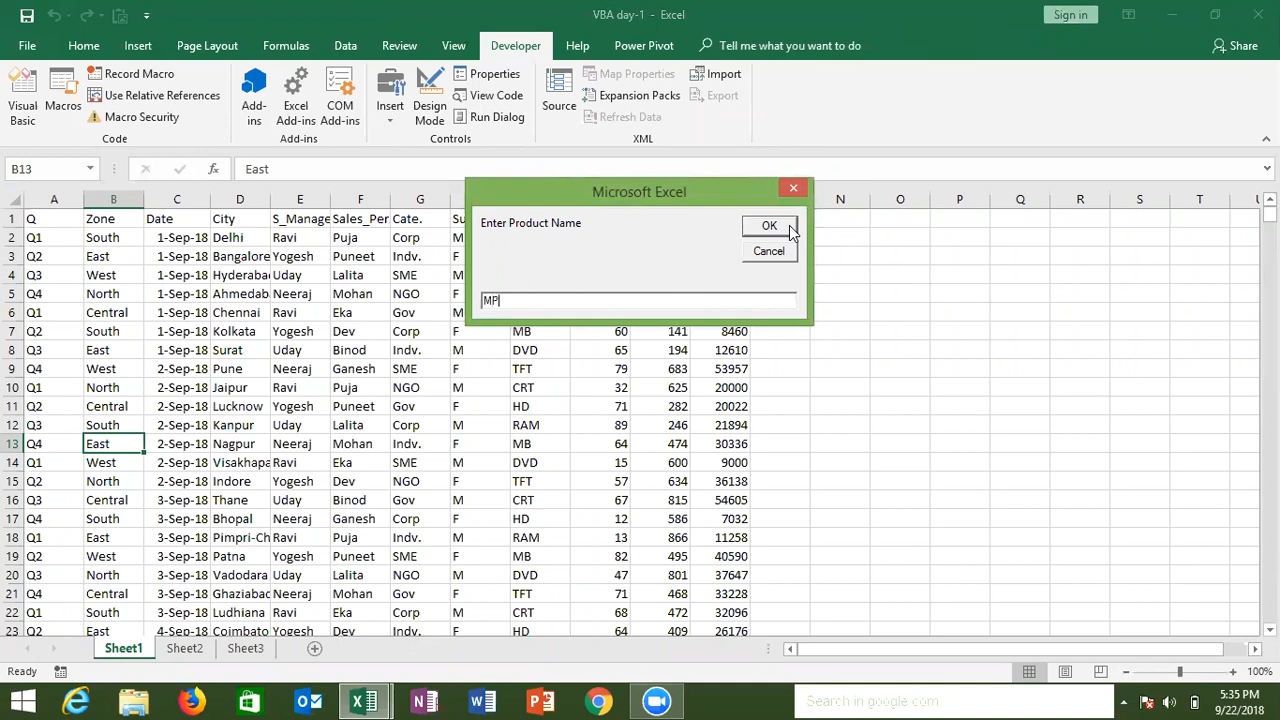 VBA day-1 - Excel
Sign in
File Home Insert Page Layout Formulas Data Review View Developer Help Power Pivot Tell me what you want to do Share
Visual Basic
Macros
Record Macro
Use Relative References
Macro Security
Code
Add-ins
Excel Add-ins
COM Add-ins
Add-ins
Insert
Design Mode
Properties
View Code
Run Dialog
Controls
Source
Map Properties
Expansion Packs
Refresh Data
Import
Export
XML
B13 fx East
Microsoft Excel
Enter Product Name
OK
Cancel
MP
A B C D E F G N O P Q R S T U
1 Q Zone Date City S_Manage Sales_Per Cate. Su
2 Q1 South 1-Sep-18 Delhi Ravi Puja Corp M
3 Q2 East 1-Sep-18 Bangalore Yogesh Puneet Indv. F
4 Q3 West 1-Sep-18 Hyderabad Uday Lalita SME M
5 Q4 North 1-Sep-18 Ahmedab Neeraj Mohan NGO F
6 Q1 Central 1-Sep-18 Chennai Ravi Eka Gov M
7 Q2 South 1-Sep-18 Kolkata Yogesh Dev Corp F MB 60 141 8460
8 Q3 East 1-Sep-18 Surat Uday Binod Indv. M DVD 65 194 12610
9 Q4 West 2-Sep-18 Pune Neeraj Ganesh SME F TFT 79 683 53957
10 Q1 North 2-Sep-18 Jaipur Ravi Puja NGO M CRT 32 625 20000
11 Q2 Central 2-Sep-18 Lucknow Yogesh Puneet Gov F HD 71 282 20022
12 Q3 South 2-Sep-18 Kanpur Uday Lalita Corp M RAM 89 246 21894
13 Q4 East 2-Sep-18 Nagpur Neeraj Mohan Indv. F MB 64 474 30336
14 Q1 West 2-Sep-18 Visakhapa Ravi Eka SME M DVD 15 600 9000
15 Q2 North 2-Sep-18 Indore Yogesh Dev NGO F TFT 57 634 36138
16 Q3 Central 3-Sep-18 Thane Uday Binod Gov M CRT 67 815 54605
17 Q4 South 3-Sep-18 Bhopal Neeraj Ganesh Corp F HD 12 586 7032
18 Q1 East 3-Sep-18 Pimpri-Ch Ravi Puja Indv. M RAM 13 866 11258
19 Q2 West 3-Sep-18 Patna Yogesh Puneet SME F MB 82 495 40590
20 Q3 North 3-Sep-18 Vadodara Uday Lalita NGO M DVD 47 801 37647
21 Q4 Central 3-Sep-18 Ghaziabad Neeraj Mohan Gov F TFT 71 468 33228
22 Q1 South 3-Sep-18 Ludhiana Ravi Eka Corp M CRT 68 472 32096
23 Q2 East 4-Sep-18 Coimbato Yogesh Dev Indv. F HD 64 409 26176
Sheet1 Sheet2 Sheet3
Ready 100%
Search in google.com
5:35 PM
9/22/2018